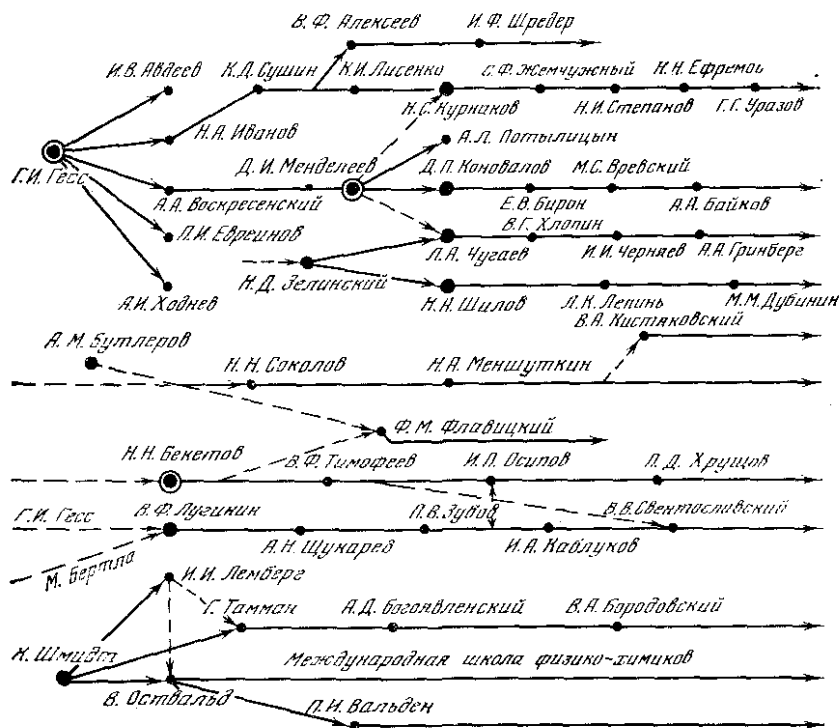 В. Ф. Алексеев И. Ф. Шредер
И.В. Авдеев К.Д. Сушин К.И. Лисенко С.Ф. Жемчужный Н.Н. Ефремов
Н.С. Курнаков Н.И. Степанов Г.Г. Уразов
Н.А. Иванов А.Л. Потылицын
Г.И. Гесс Д.И. Менделеев Д.П. Коновалов М.С. Вревский
А.А. Воскресенский Е.В. Бирон А.А. Байков
П.И. Евреинов В.Г. Хлопин
Л.А. Чугаев И.И. Черняев А.А. Гринберг
Н.Д. Зелинский
А.И. Ходнев Н.А. Шилов Л.К. Лепинь М.М. Дубинин
А. М. Бутлеров В.А. Кистяковский
Н.Н. Соколов Н.А. Меншуткин
Ф.М. Флавицкий
Н.Н. Бекетов В.Ф. Тимофеев И.П. Осипов П.Д. Хрущов
Г.И. Гесс В.Ф. Лугинин П.В. Зубов В.В. Свентославский
М. Бертло А.Н. Щукарев И.А. Каблуков
И.И. Лемберг
Г. Тамман А.Д. Богоявленский В.А. Бородовский
К. Шмидт Международная школа физико-химиков
В. Оствальд
П.И. Вальден